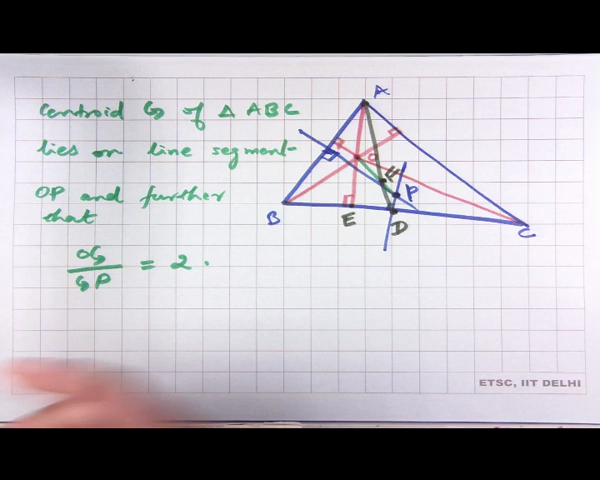 Centroid G of △ ABC
lies on line segment
OP and further
that
OG / GP = 2.
A
O
G
P
B
E
D
C
ETSC, IIT DELHI